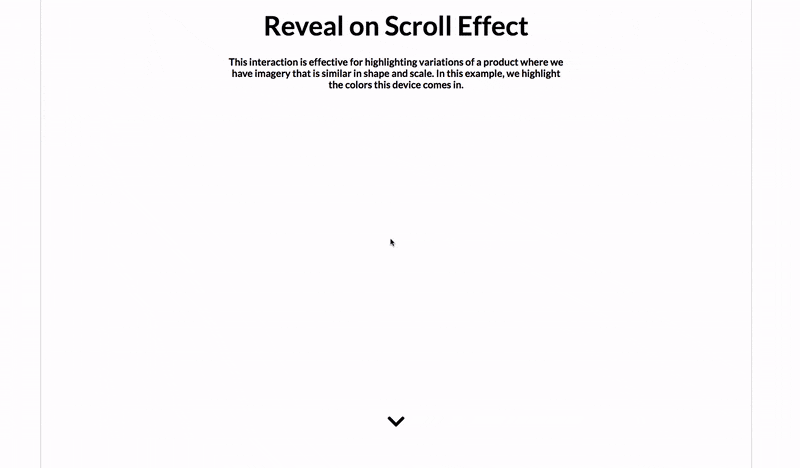 Reveal on Scroll Effect
This interaction is effective for highlighting variations of a product where we
have imagery that is similar in shape and scale. In this example, we highlight
the colors this device comes in.